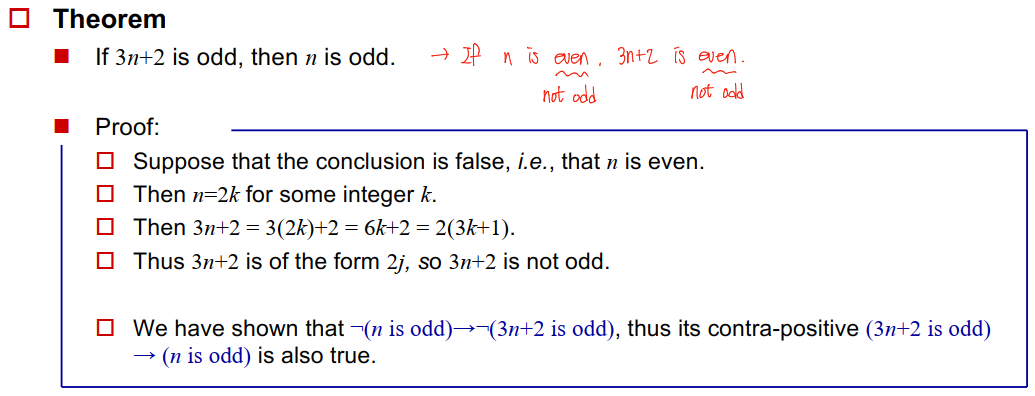 Theorem
If 3n+2 is odd, then n is odd. → If n is even, 3n+2 is even.
not odd not odd
Proof:
Suppose that the conclusion is false, i.e., that n is even.
Then n=2k for some integer k.
Then 3n+2 = 3(2k)+2 = 6k+2 = 2(3k+1).
Thus 3n+2 is of the form 2j, so 3n+2 is not odd.
We have shown that ¬(n is odd)→¬(3n+2 is odd), thus its contra-positive (3n+2 is odd)
→ (n is odd) is also true.